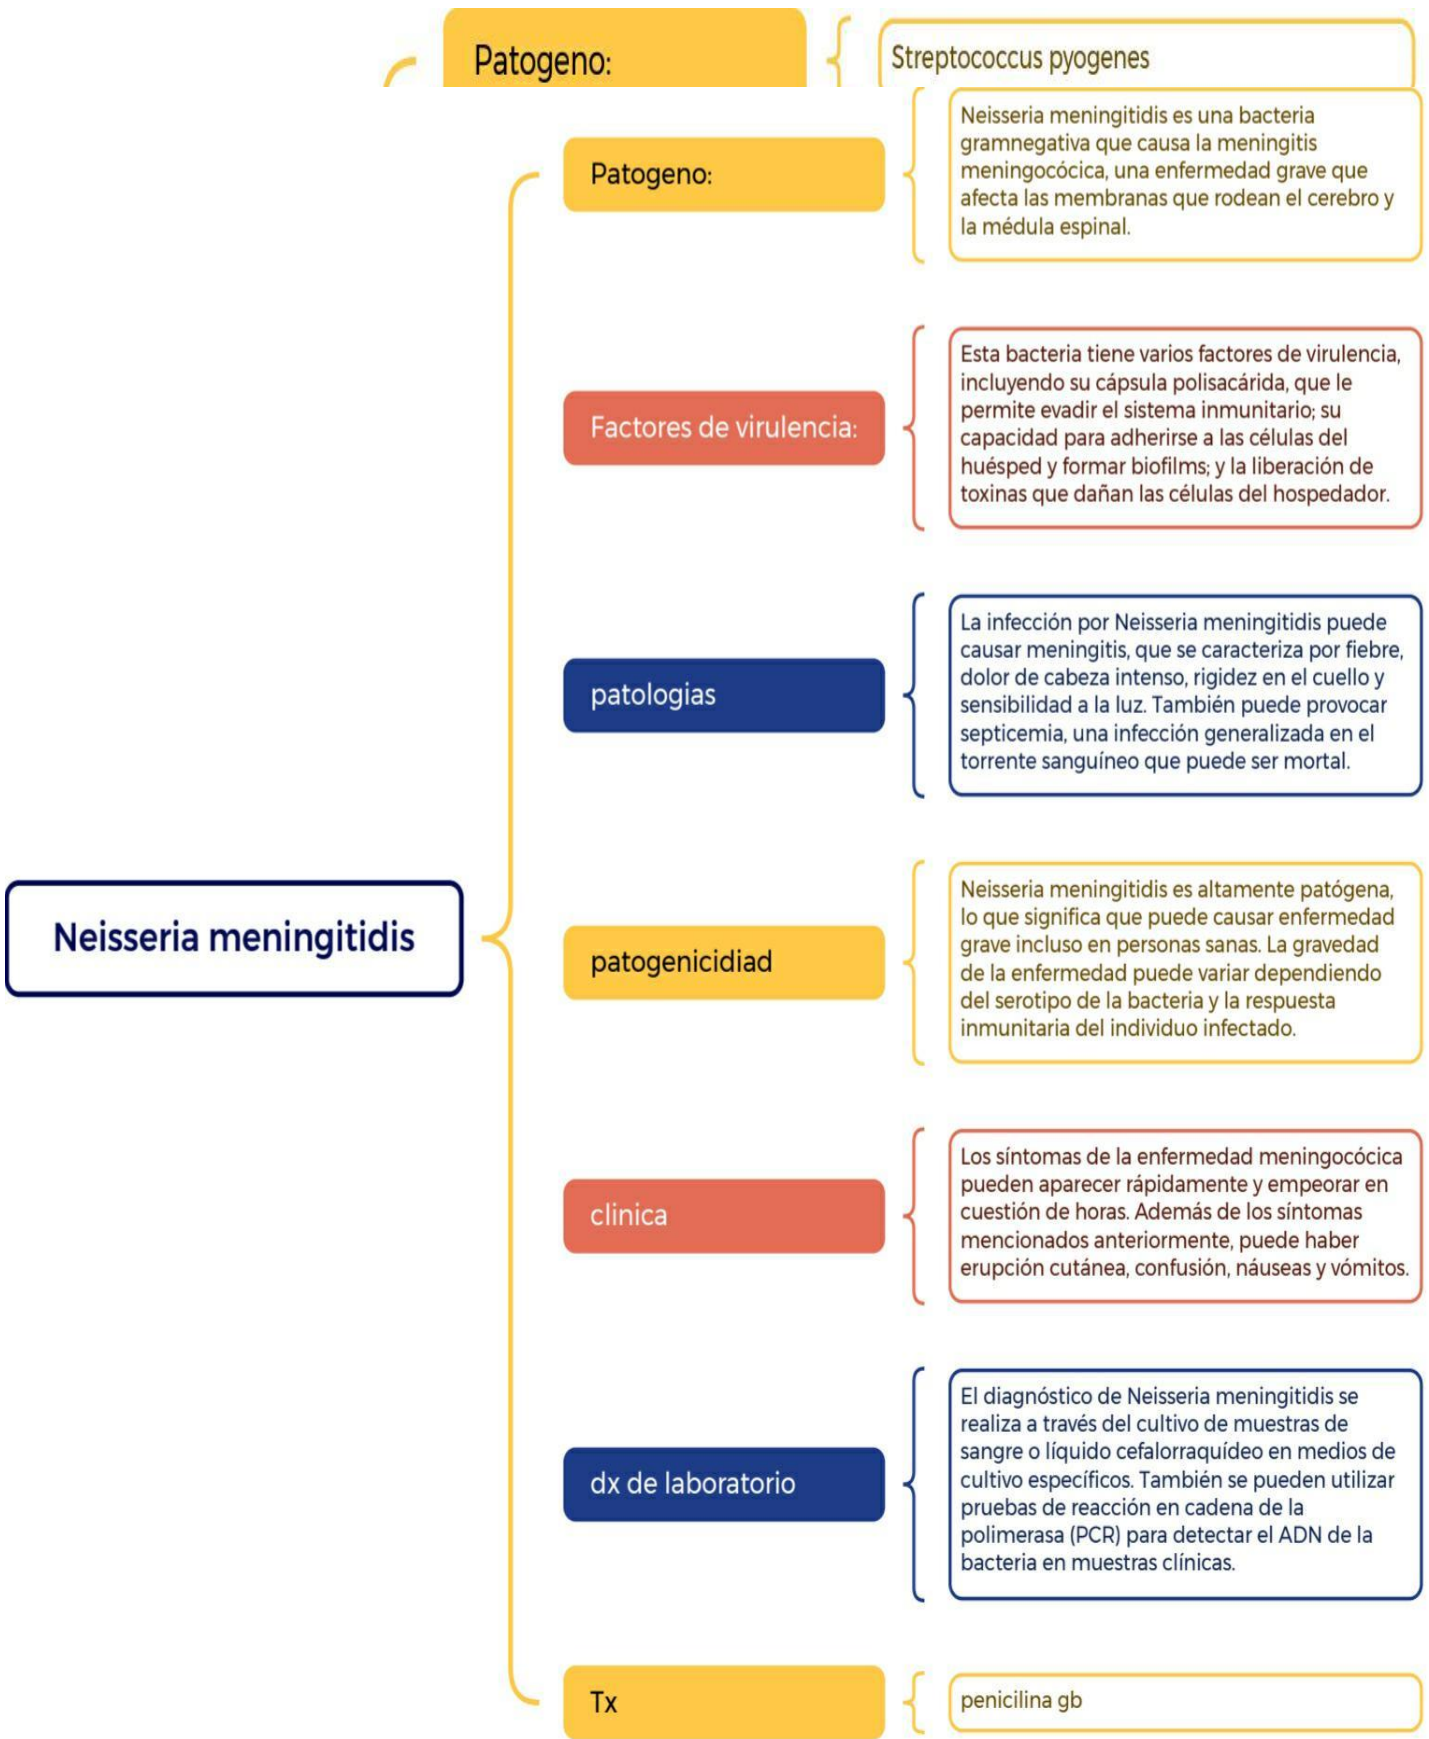 Patogeno:
Streptococcus pyogenes
Neisseria meningitidis
Patogeno:
Neisseria meningitidis es una bacteria
gramnegativa que causa la meningitis
meningocócica, una enfermedad grave que
afecta las membranas que rodean el cerebro y
la médula espinal.
Factores de virulencia:
Esta bacteria tiene varios factores de virulencia,
incluyendo su cápsula polisacárida, que le
permite evadir el sistema inmunitario; su
capacidad para adherirse a las células del
huésped y formar biofilms; y la liberación de
toxinas que dañan las células del hospedador.
patologias
La infección por Neisseria meningitidis puede
causar meningitis, que se caracteriza por fiebre,
dolor de cabeza intenso, rigidez en el cuello y
sensibilidad a la luz. También puede provocar
septicemia, una infección generalizada en el
torrente sanguíneo que puede ser mortal.
patogenicidiad
Neisseria meningitidis es altamente patógena,
lo que significa que puede causar enfermedad
grave incluso en personas sanas. La gravedad
de la enfermedad puede variar dependiendo
del serotipo de la bacteria y la respuesta
inmunitaria del individuo infectado.
clinica
Los síntomas de la enfermedad meningocócica
pueden aparecer rápidamente y empeorar en
cuestión de horas. Además de los síntomas
mencionados anteriormente, puede haber
erupción cutánea, confusión, náuseas y vómitos.
dx de laboratorio
El diagnóstico de Neisseria meningitidis se
realiza a través del cultivo de muestras de
sangre o líquido cefalorraquídeo en medios de
cultivo específicos. También se pueden utilizar
pruebas de reacción en cadena de la
polimerasa (PCR) para detectar el ADN de la
bacteria en muestras clínicas.
Tx
penicilina gb